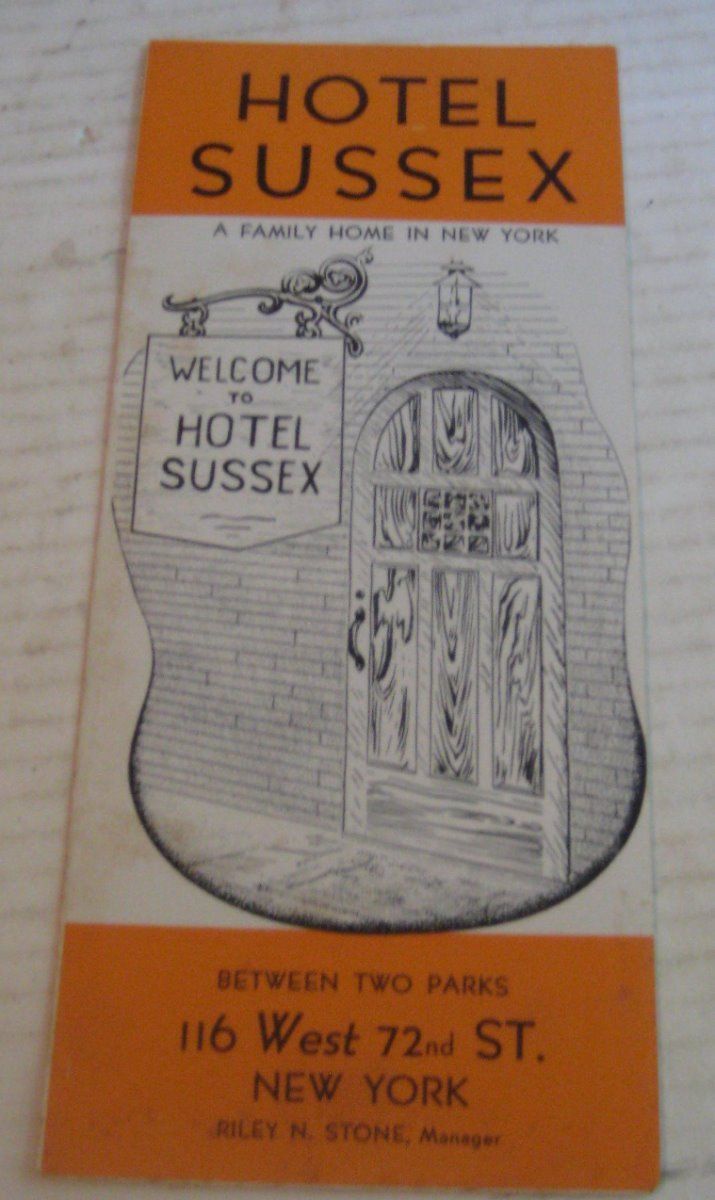 HOTEL
SUSSEX
A FAMILY HOME IN NEW YORK
WELCOME
TO
HOTEL
SUSSEX
BETWEEN TWO PARKS
116 West 72nd ST.
NEW YORK
RILEY N. STONE, Manager